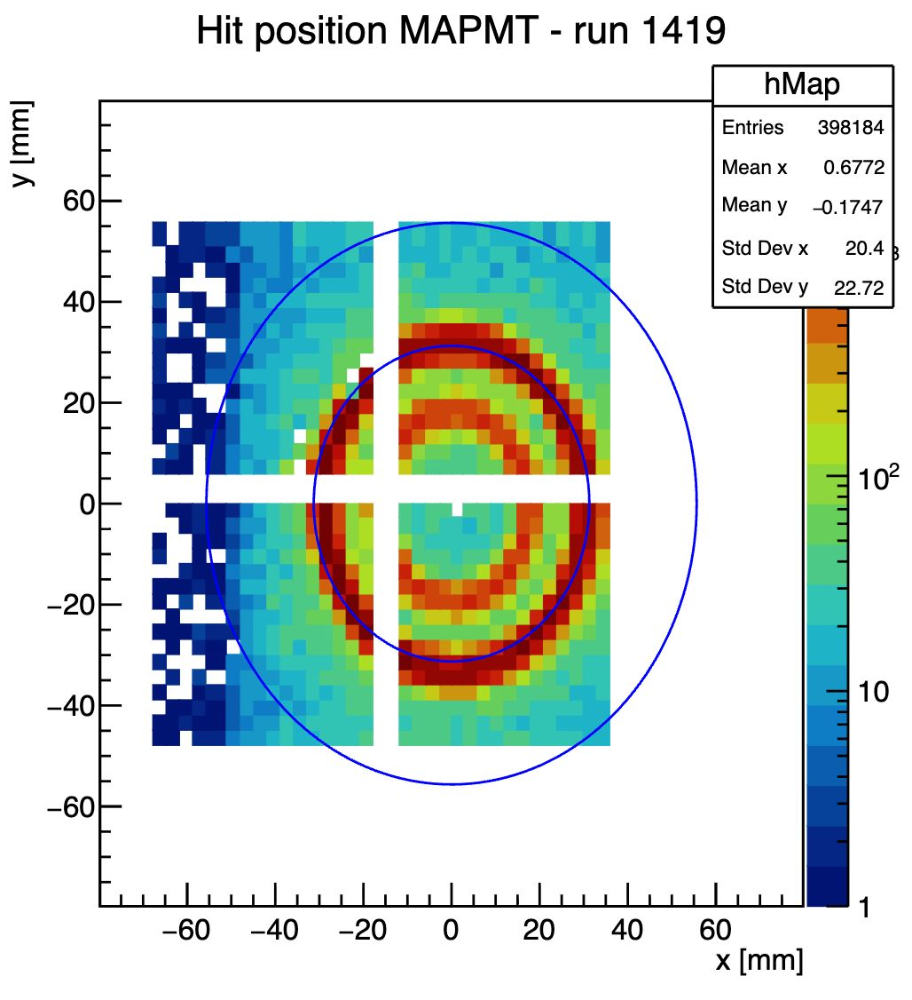 Hit position MAPMT - run 1419
hMap
Entries 398184
Mean x 0.6772
Mean y −0.1747
Std Dev x 20.4
Std Dev y 22.72
y [mm]
60
40
20
0
−20
−40
−60
−60 −40 −20 0 20 40 60
x [mm]
10²
10
1